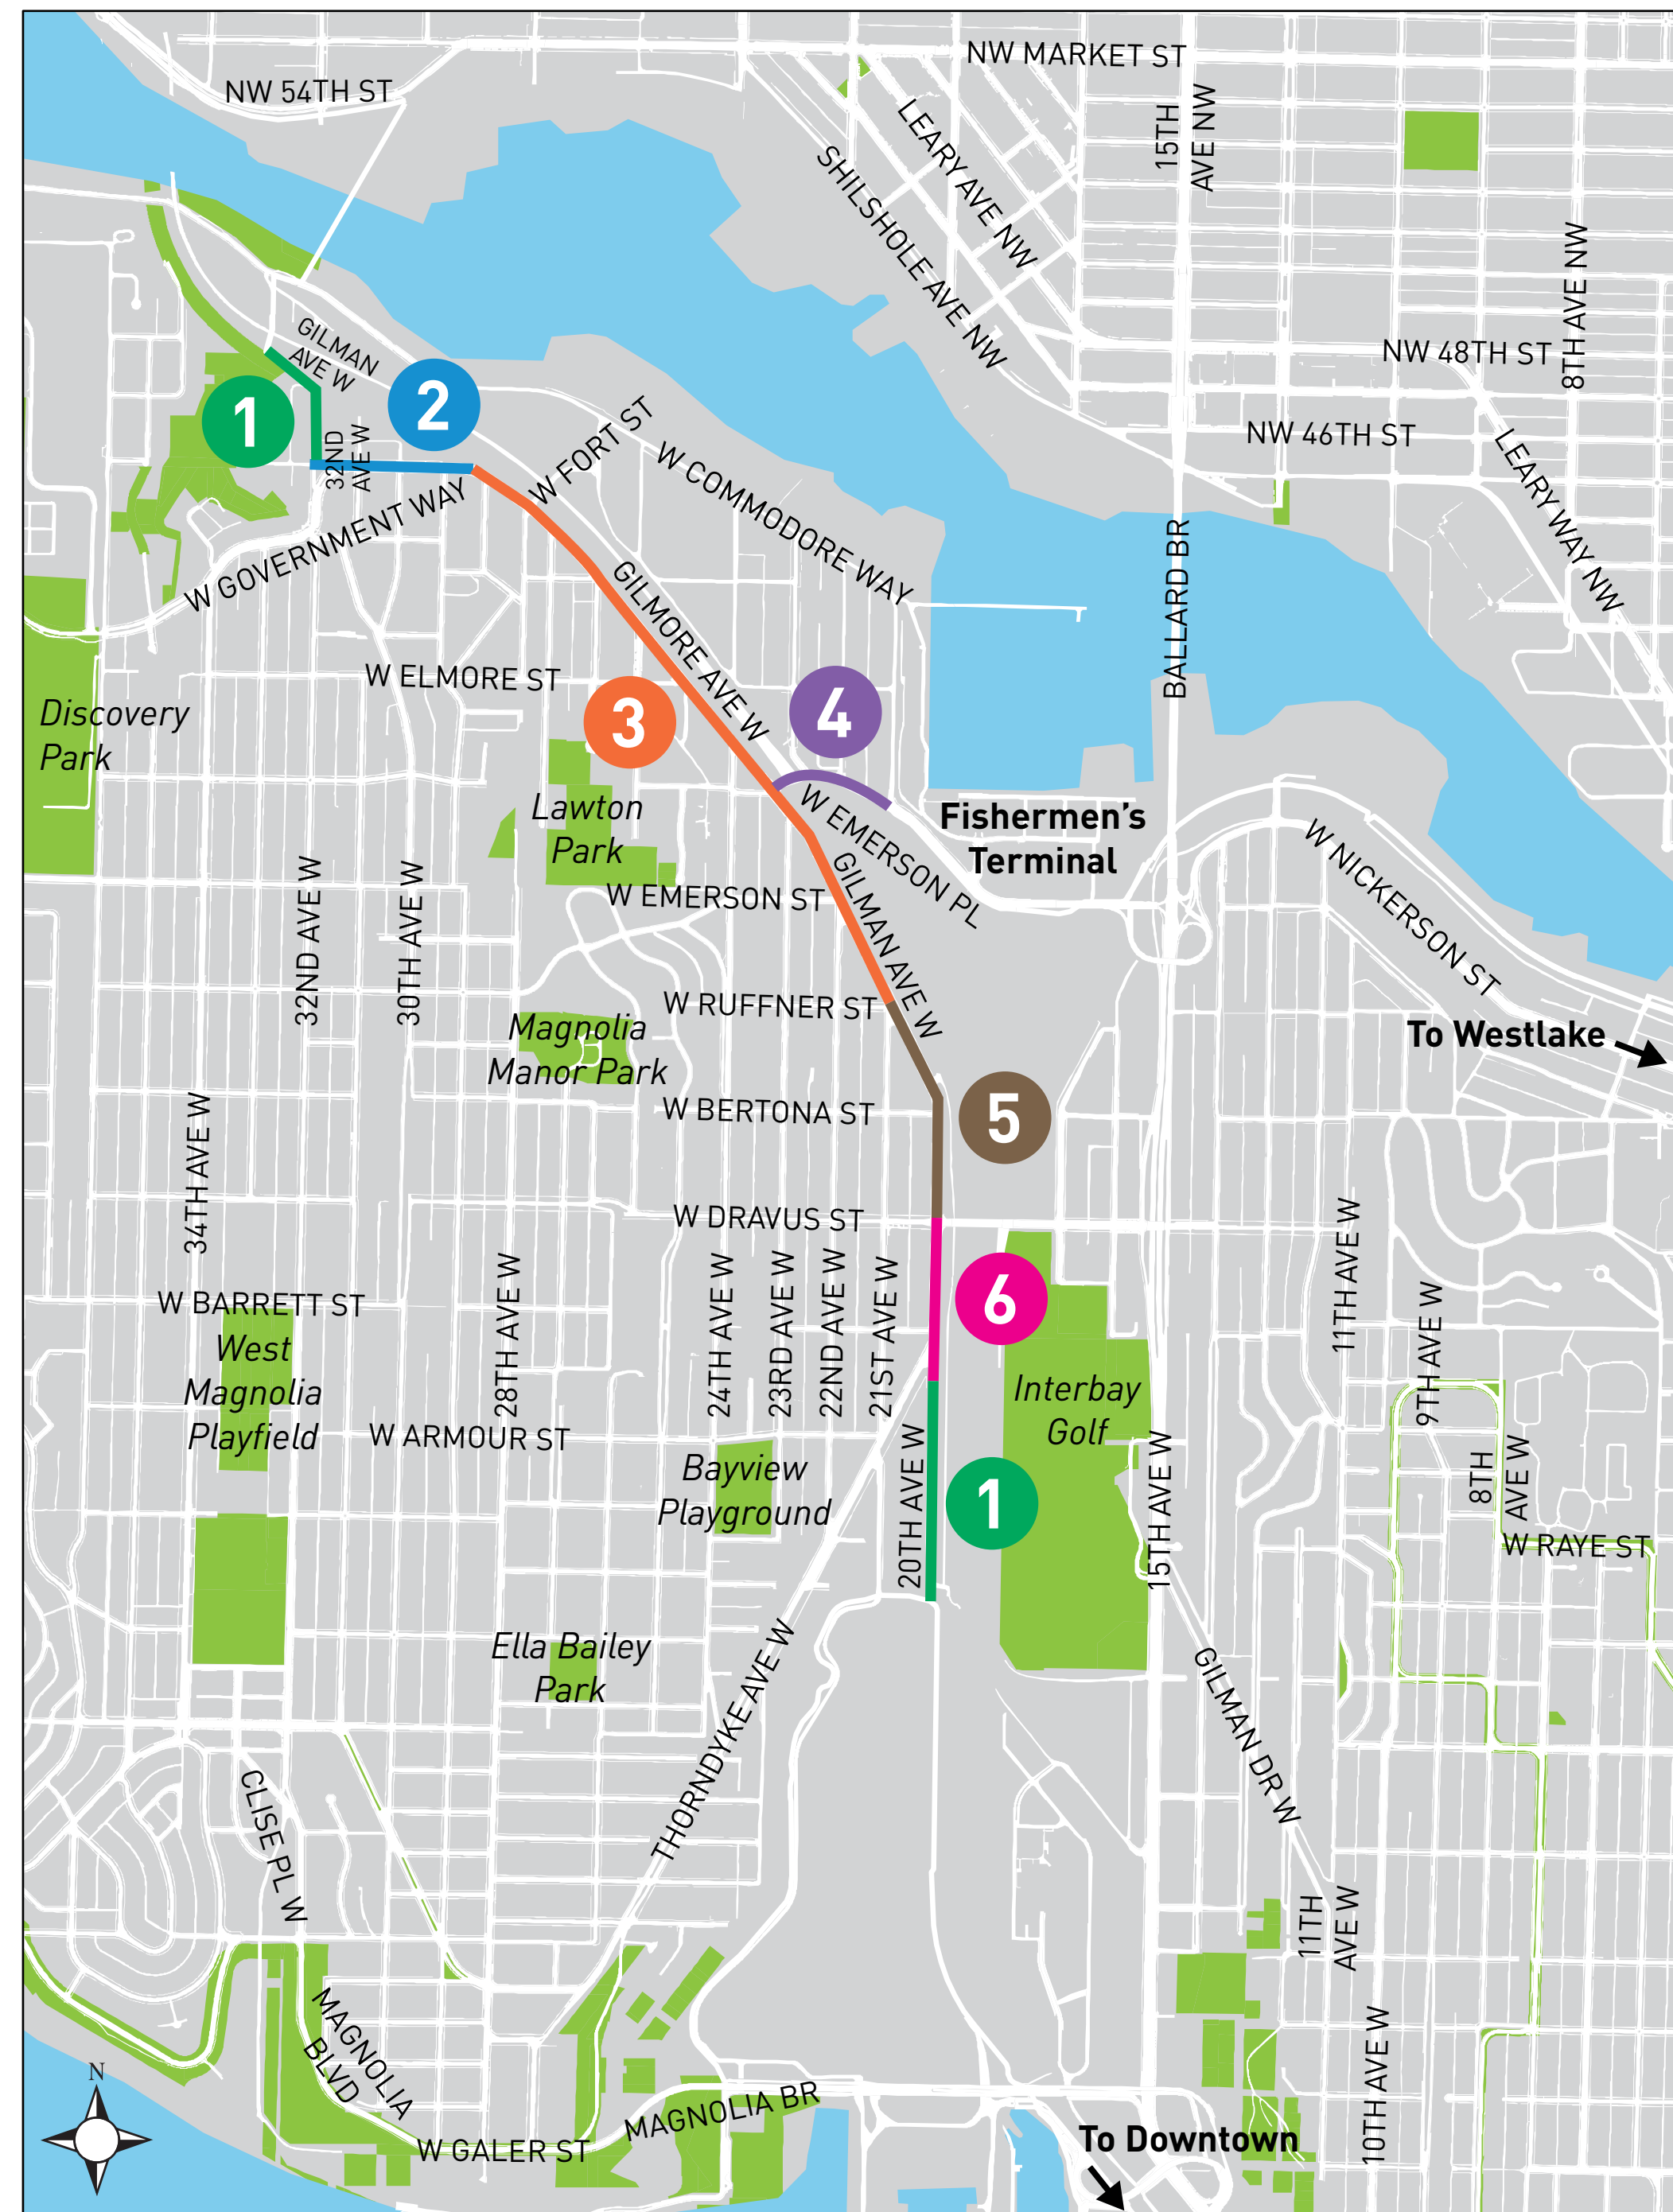 NW MARKET ST
NW 54TH ST
LEARY AVE NW
15TH
AVE NW
SHILSHOLE AVE NW
8TH AVE NW
GILMAN
AVE W
NW 48TH ST
1
2
32ND
AVE W
W FORT ST
W COMMODORE WAY
NW 46TH ST
LEARY WAY NW
W GOVERNMENT WAY
BALLARD BR
GILMORE AVE W
W ELMORE ST
3
4
Discovery
Park
Lawton
Park
W EMERSON PL
Fishermen's
Terminal
W NICKERSON ST
W EMERSON ST
GILMAN AVE W
32ND AVE W
30TH AVE W
W RUFFNER ST
Magnolia
Manor Park
To Westlake
W BERTONA ST
5
34TH AVE W
W DRAVUS ST
11TH AVE W
W BARRETT ST
West
Magnolia
Playfield
28TH AVE W
24TH AVE W
23RD AVE W
22ND AVE W
21ST AVE W
6
9TH AVE W
Interbay
Golf
W ARMOUR ST
Bayview
Playground
20TH AVE W
1
15TH AVE W
8TH
AVE W
W RAYE ST
Ella Bailey
Park
THORNDYKE AVE W
GILMAN DR W
CLISE PL W
11TH
AVE W
MAGNOLIA
BLVD
10TH AVE W
N
MAGNOLIA BR
W GALER ST
To Downtown